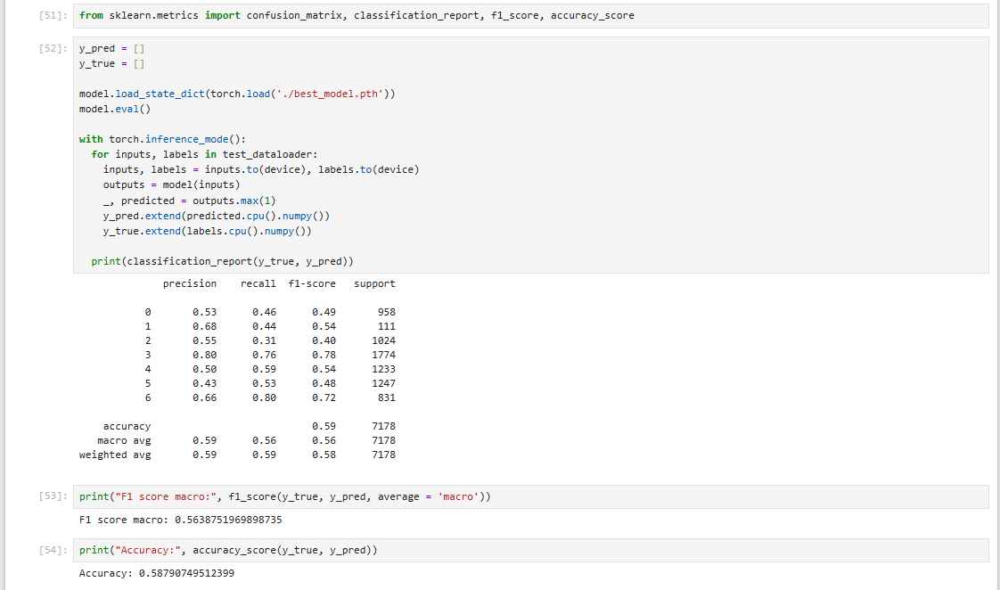 [51]: from sklearn.metrics import confusion_matrix, classification_report, f1_score, accuracy_score
[52]: y_pred = []
y_true = []
model.load_state_dict(torch.load('./best_model.pth'))
model.eval()
with torch.inference_mode():
for inputs, labels in test_dataloader:
inputs, labels = inputs.to(device), labels.to(device)
outputs = model(inputs)
_, predicted = outputs.max(1)
y_pred.extend(predicted.cpu().numpy())
y_true.extend(labels.cpu().numpy())
print(classification_report(y_true, y_pred))
precision recall f1-score support
0 0.53 0.46 0.49 958
1 0.68 0.44 0.54 111
2 0.55 0.31 0.40 1024
3 0.80 0.76 0.78 1774
4 0.50 0.59 0.54 1233
5 0.43 0.53 0.48 1247
6 0.66 0.80 0.72 831
accuracy 0.59 7178
macro avg 0.59 0.56 0.56 7178
weighted avg 0.59 0.59 0.58 7178
[53]: print("F1 score macro:", f1_score(y_true, y_pred, average = 'macro'))
F1 score macro: 0.5638751969898735
[54]: print("Accuracy:", accuracy_score(y_true, y_pred))
Accuracy: 0.58790749512399